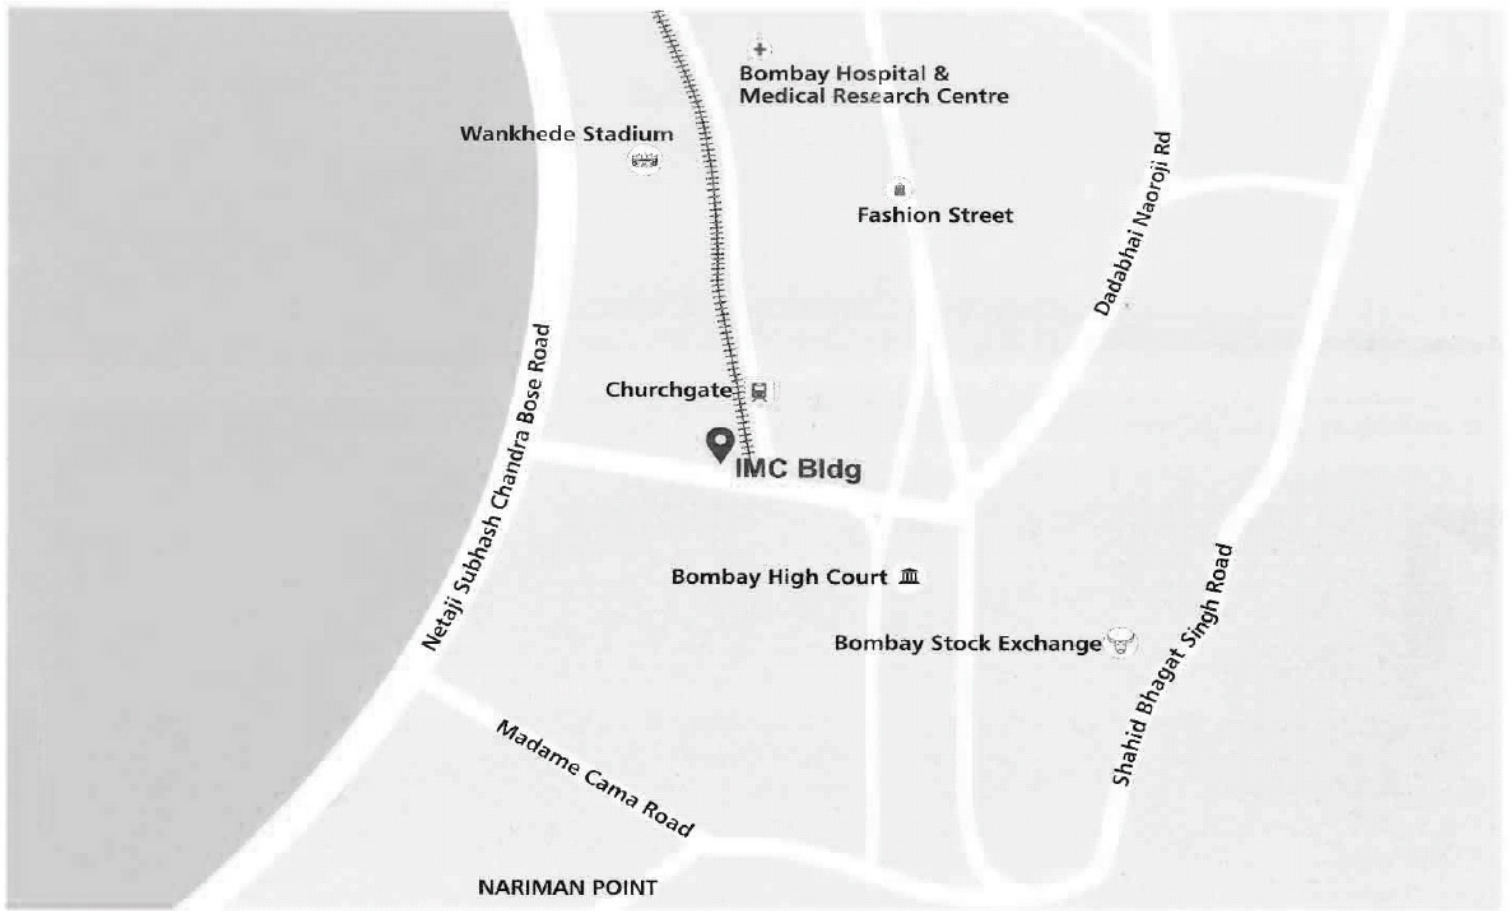 Bombay Hospital &
Medical Research Centre
Wankhede Stadium
Fashion Street
Dadabhai Naoroji Rd
Churchgate
Netaji Subhash Chandra Bose Road
IMC Bldg
Bombay High Court
Bombay Stock Exchange
Shahid Bhagat Singh Road
Madame Cama Road
NARIMAN POINT